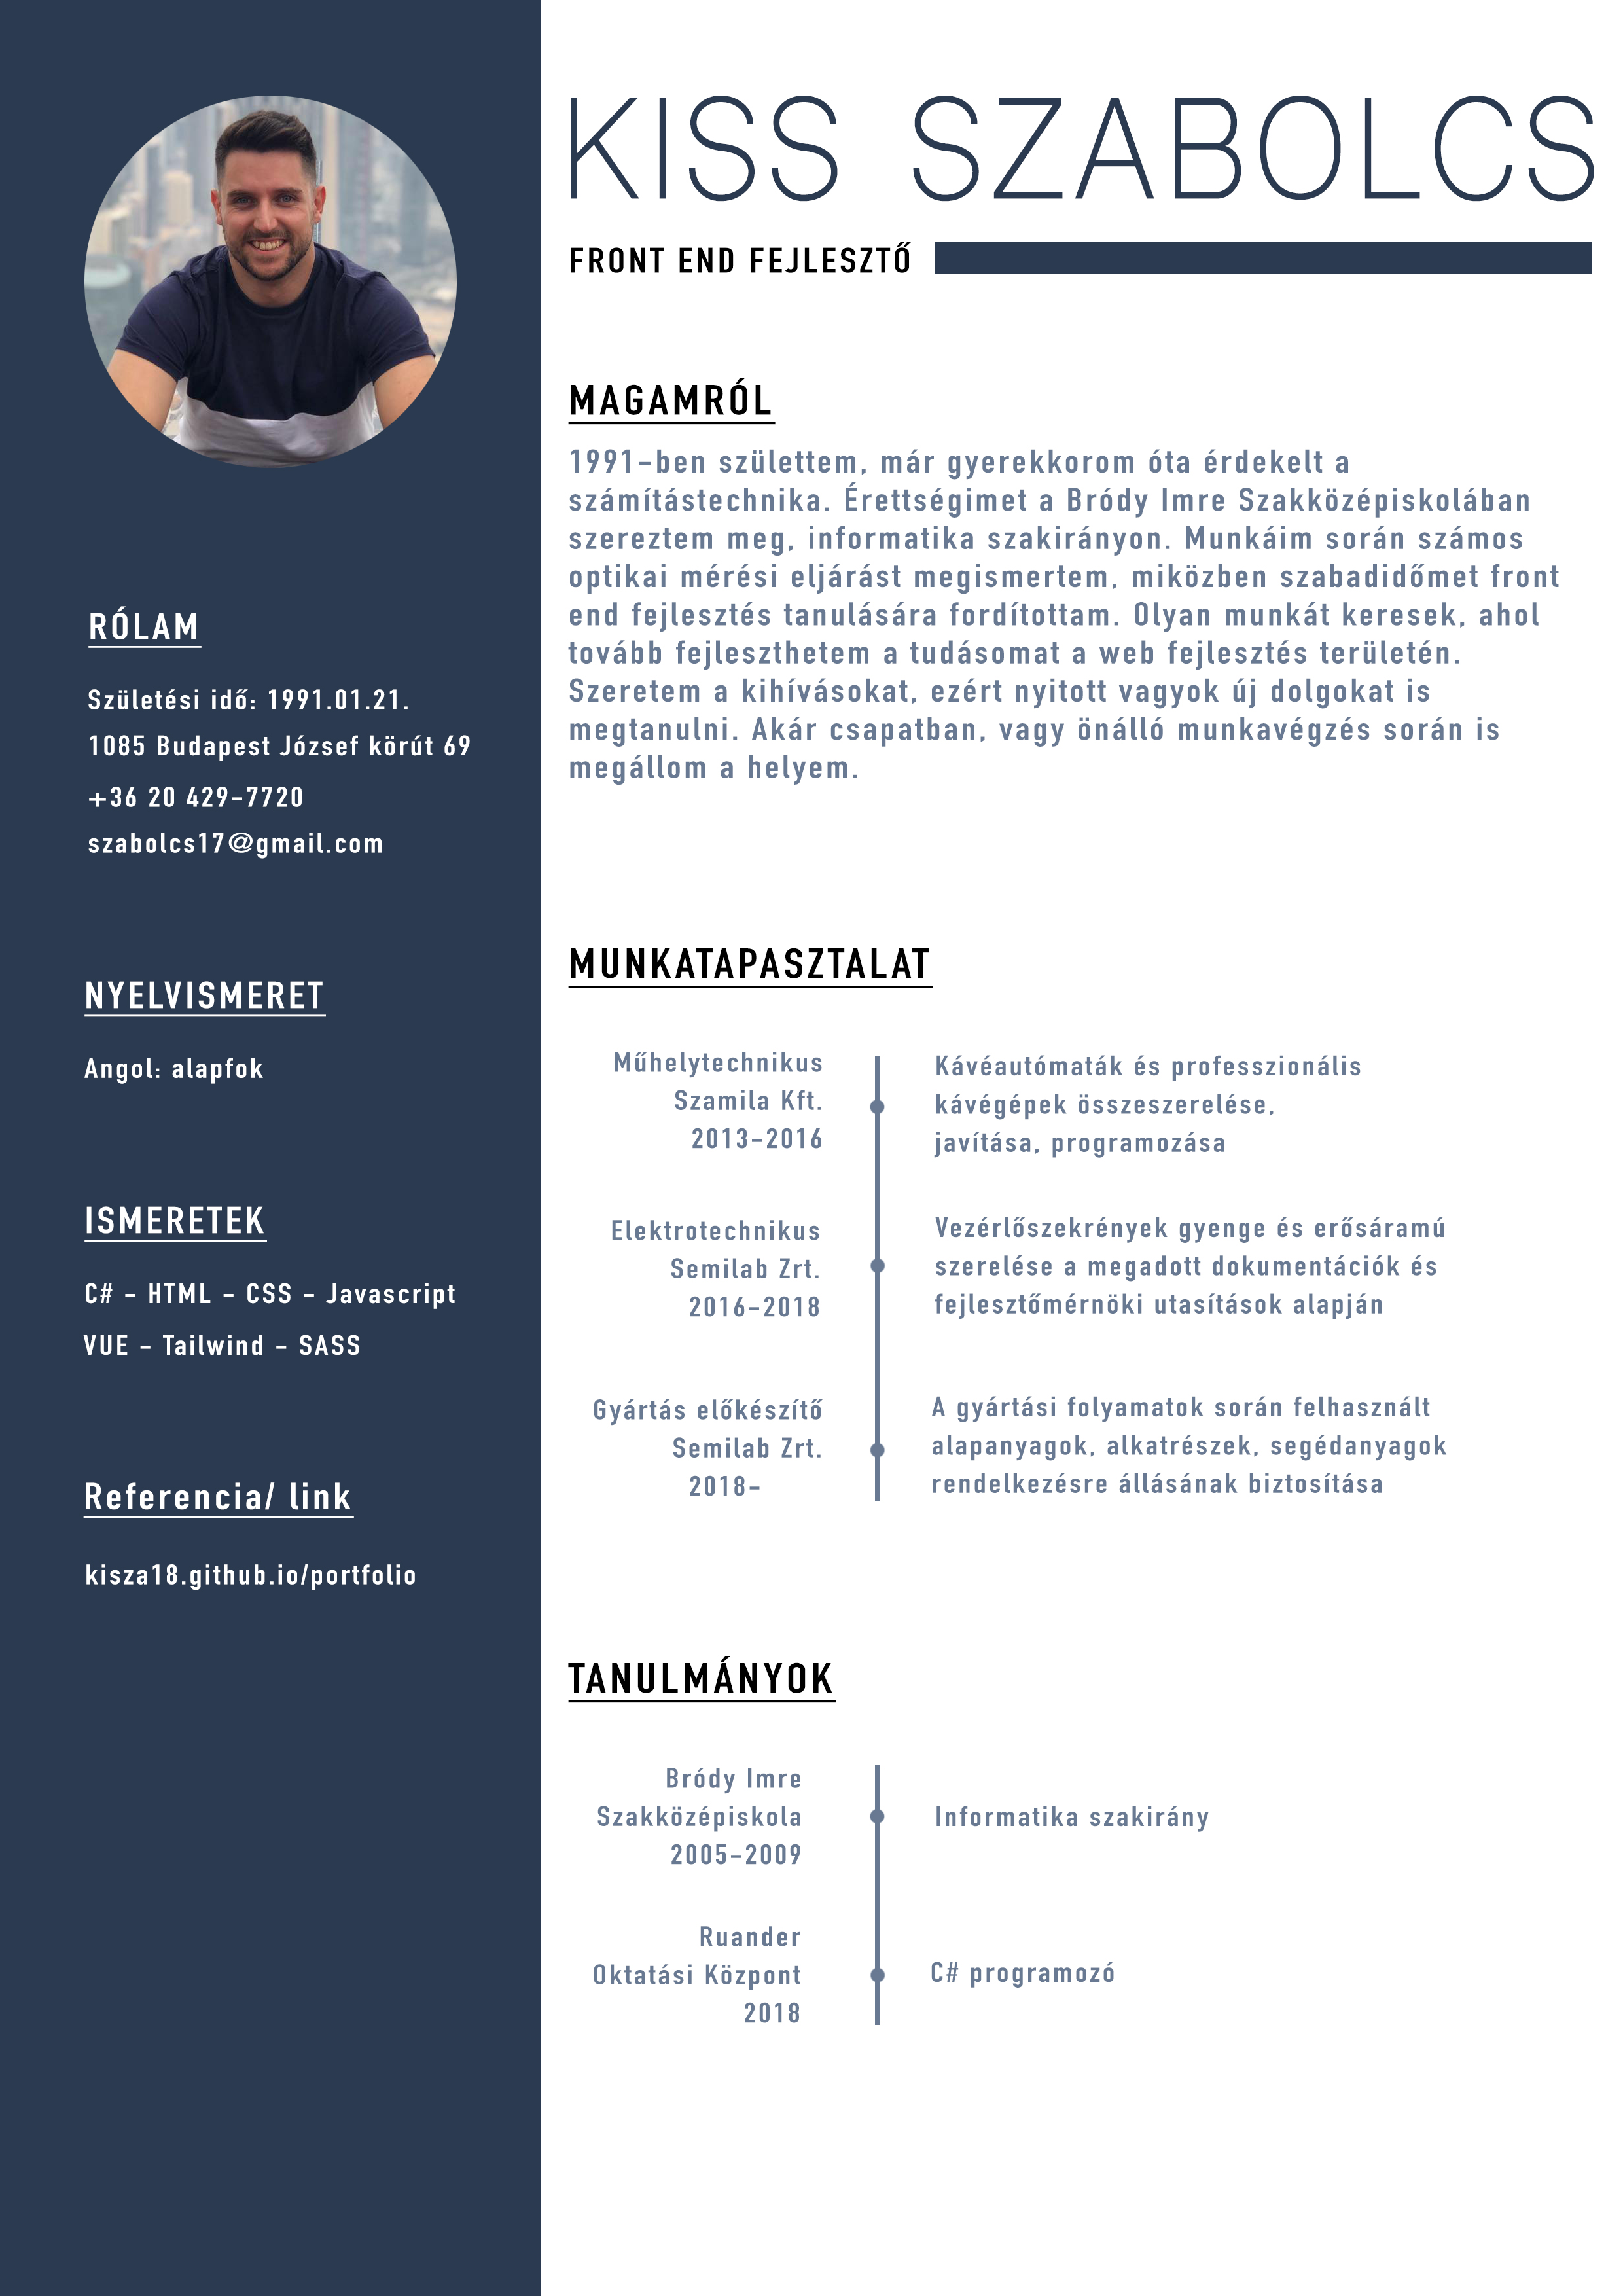 KISS SZABOLCS
FRONT END FEJLESZTŐ
RÓLAM
Születési idő: 1991.01.21.
1085 Budapest József körút 69
+36 20 429-7720
szabolcs17@gmail.com
NYELVISMERET
Angol: alapfok
ISMERETEK
C# - HTML - CSS - Javascript
VUE - Tailwind - SASS
Referencia/ link
kisza18.github.io/portfolio
MAGAMRÓL
1991-ben születtem, már gyerekkorom óta érdekelt a
számítástechnika. Érettségimet a Bródy Imre Szakközépiskolában
szereztem meg, informatika szakirányon. Munkáim során számos
optikai mérési eljárást megismertem, miközben szabadidőmet front
end fejlesztés tanulására fordítottam. Olyan munkát keresek, ahol
tovább fejleszthetem a tudásomat a web fejlesztés területén.
Szeretem a kihívásokat, ezért nyitott vagyok új dolgokat is
megtanulni. Akár csapatban, vagy önálló munkavégzés során is
megállom a helyem.
MUNKATAPASZTALAT
Műhelytechnikus
Szamila Kft.
2013-2016
Kávéautómaták és professzionális
kávégépek összeszerelése,
javítása, programozása
Elektrotechnikus
Semilab Zrt.
2016-2018
Vezérlőszekrények gyenge és erősáramú
szerelése a megadott dokumentációk és
fejlesztőmérnöki utasítások alapján
Gyártás előkészítő
Semilab Zrt.
2018-
A gyártási folyamatok során felhasznált
alapanyagok, alkatrészek, segédanyagok
rendelkezésre állásának biztosítása
TANULMÁNYOK
Bródy Imre
Szakközépiskola
2005-2009
Informatika szakirány
Ruander
Oktatási Központ
2018
C# programozó